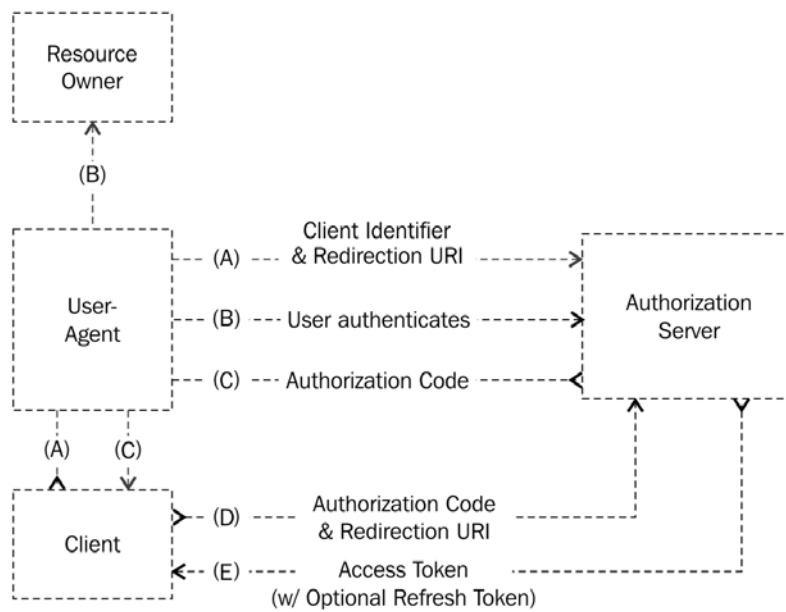 Resource
Owner
(B)
User-
Agent
(A)
Client Identifier
& Redirection URI
(B)
User authenticates
(C)
Authorization Code
Authorization
Server
(A)
(C)
Client
(D)
Authorization Code
& Redirection URI
(E)
Access Token
(w/ Optional Refresh Token)